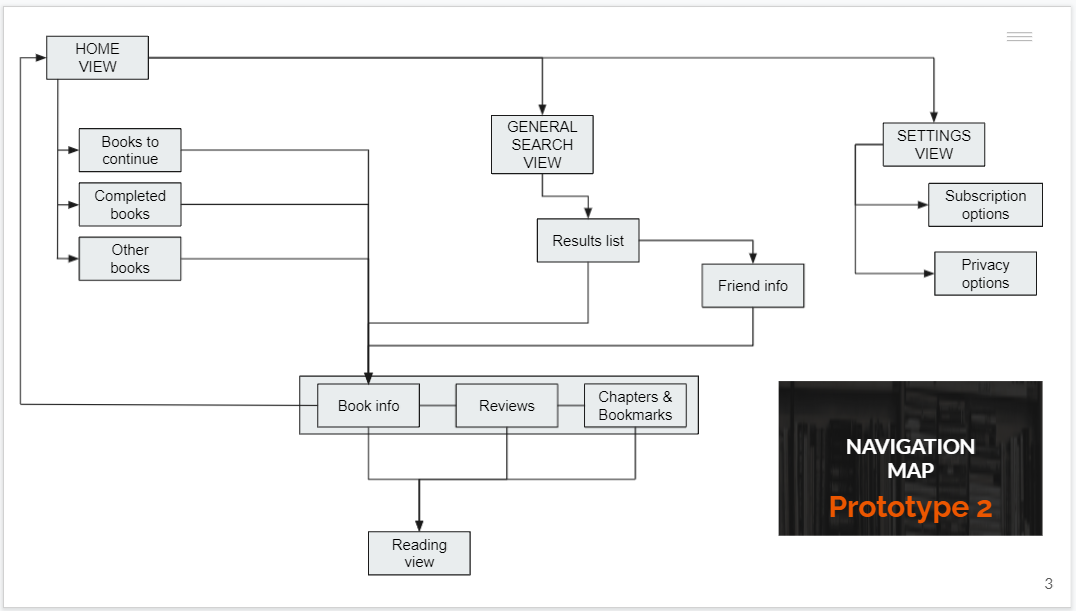 HOME
VIEW
Books to
continue
Completed
books
Other
books
GENERAL
SEARCH
VIEW
Results list
Friend info
SETTINGS
VIEW
Subscription
options
Privacy
options
Book info
Reviews
Chapters &
Bookmarks
Reading
view
NAVIGATION
MAP
Prototype 2
3